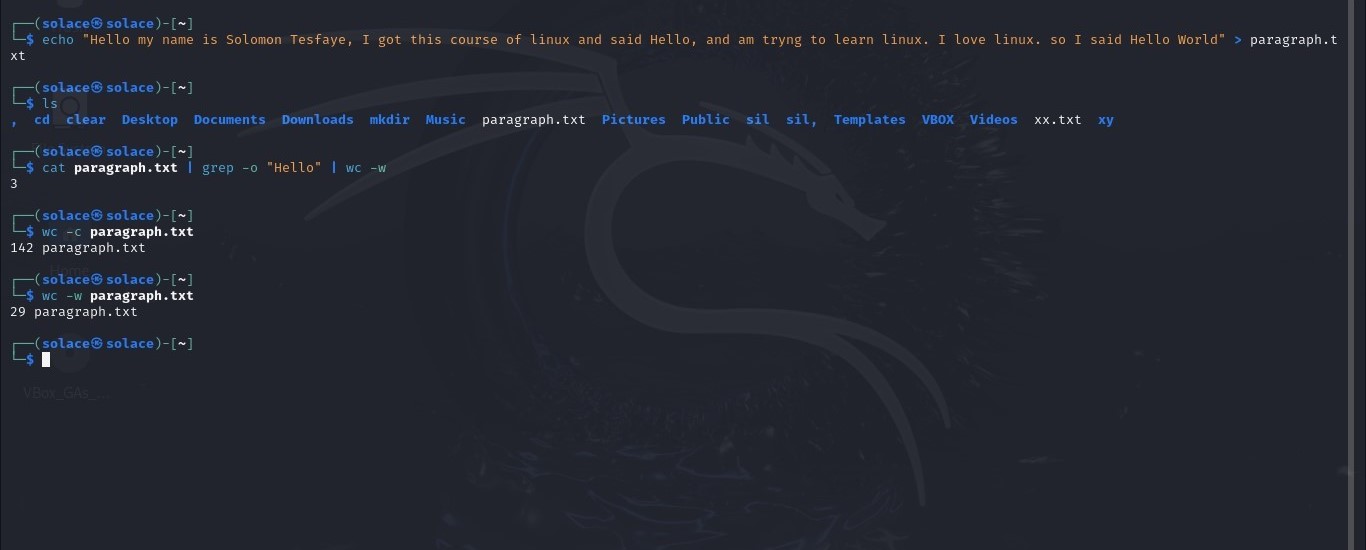 ┌──(solace㉿solace)-[~]
└─$ echo "Hello my name is Solomon Tesfaye, I got this course of linux and said Hello, and am tryng to learn linux. I love linux. so I said Hello World" > paragraph.t
xt
┌──(solace㉿solace)-[~]
└─$ ls
, cd clear Desktop Documents Downloads mkdir Music paragraph.txt Pictures Public sil sil, Templates VBOX Videos xx.txt xy
┌──(solace㉿solace)-[~]
└─$ cat paragraph.txt | grep -o "Hello" | wc -w
3
┌──(solace㉿solace)-[~]
└─$ wc -c paragraph.txt
142 paragraph.txt
Home
┌──(solace㉿solace)-[~]
└─$ wc -w paragraph.txt
29 paragraph.txt
┌──(solace㉿solace)-[~]
└─$
VBox_GAs_...